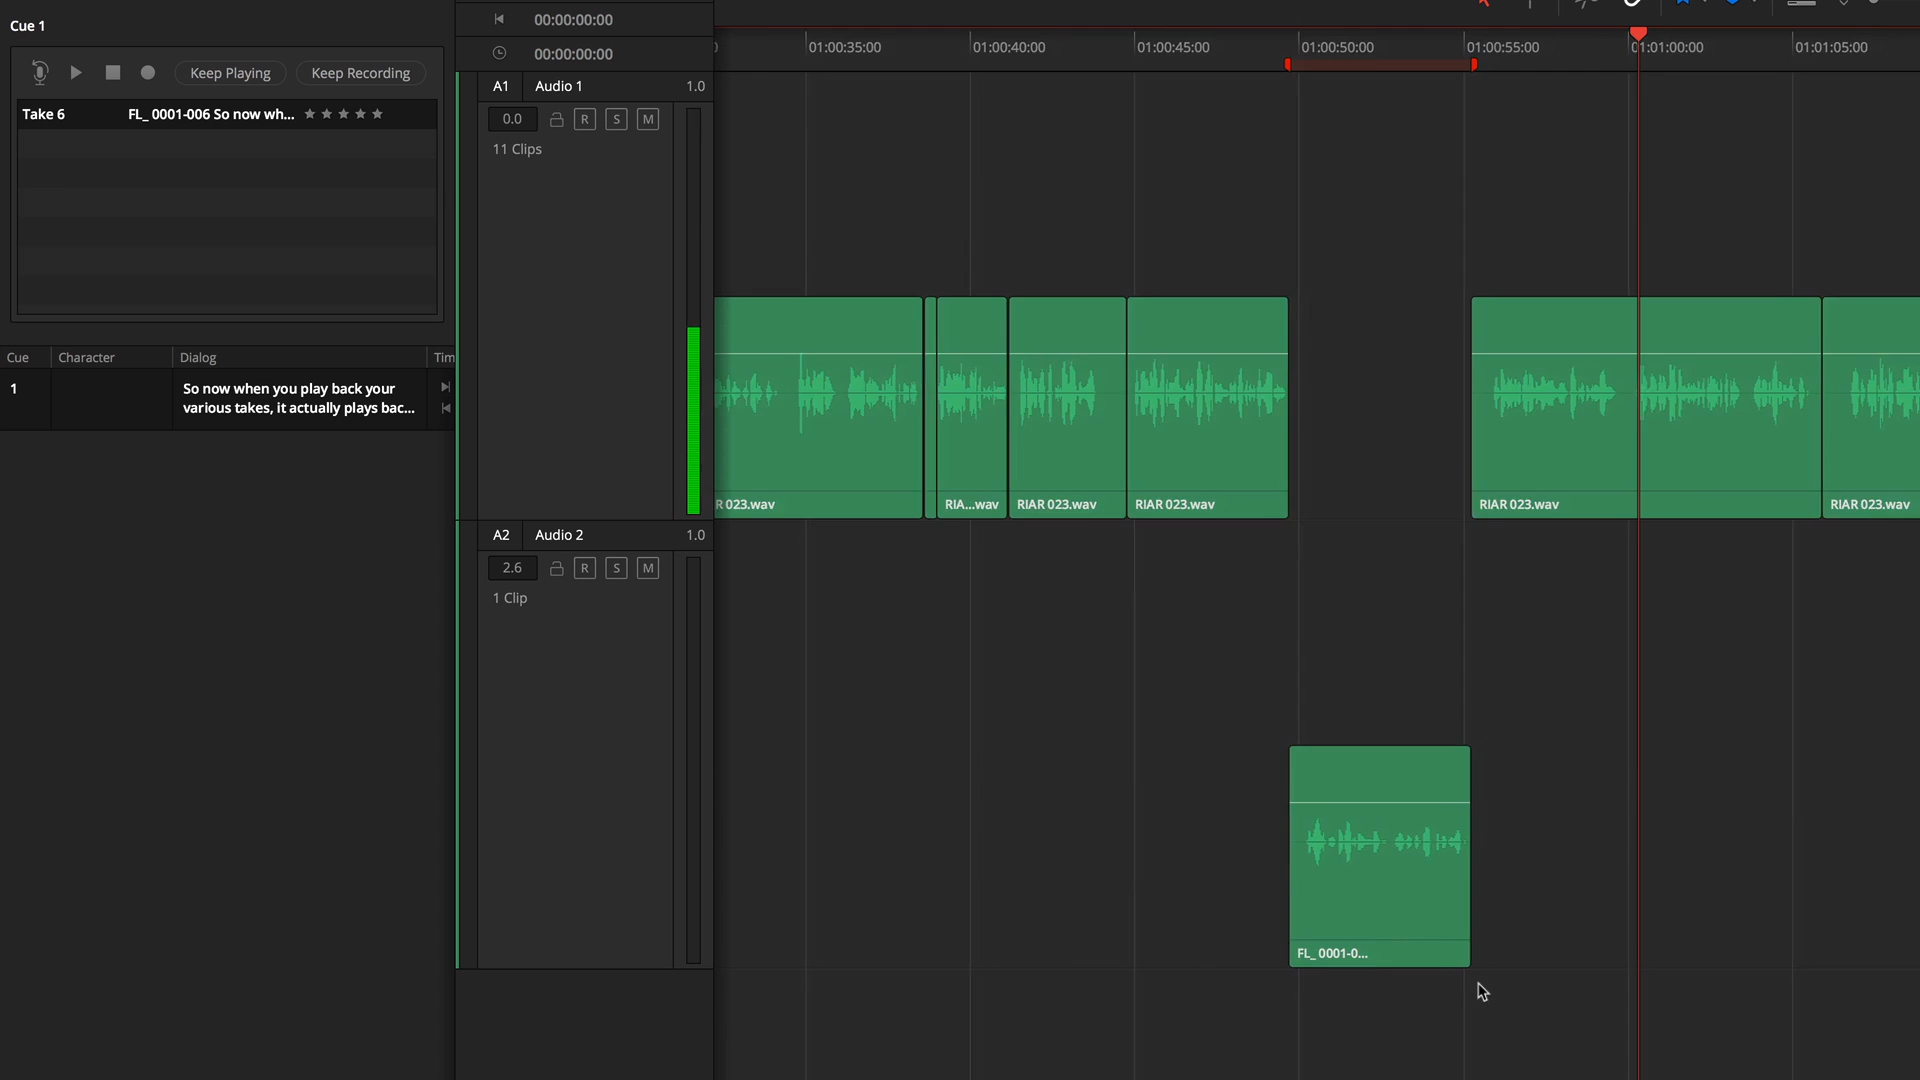 Cue 1
Keep Playing
Keep Recording
Take 6 FL_ 0001-006 So now wh...
Cue Character Dialog Tim
1 So now when you play back your
various takes, it actually plays bac...
00:00:00:00
00:00:00:00
A1 Audio 1 1.0
0.0 R S M
11 Clips
A2 Audio 2 1.0
2.6 R S M
1 Clip
01:00:35:00 01:00:40:00 01:00:45:00 01:00:50:00 01:00:55:00 01:01:00:00 01:01:05:00
R 023.wav RIA...wav RIAR 023.wav RIAR 023.wav RIAR 023.wav RIAR 023.wav
FL_ 0001-0...